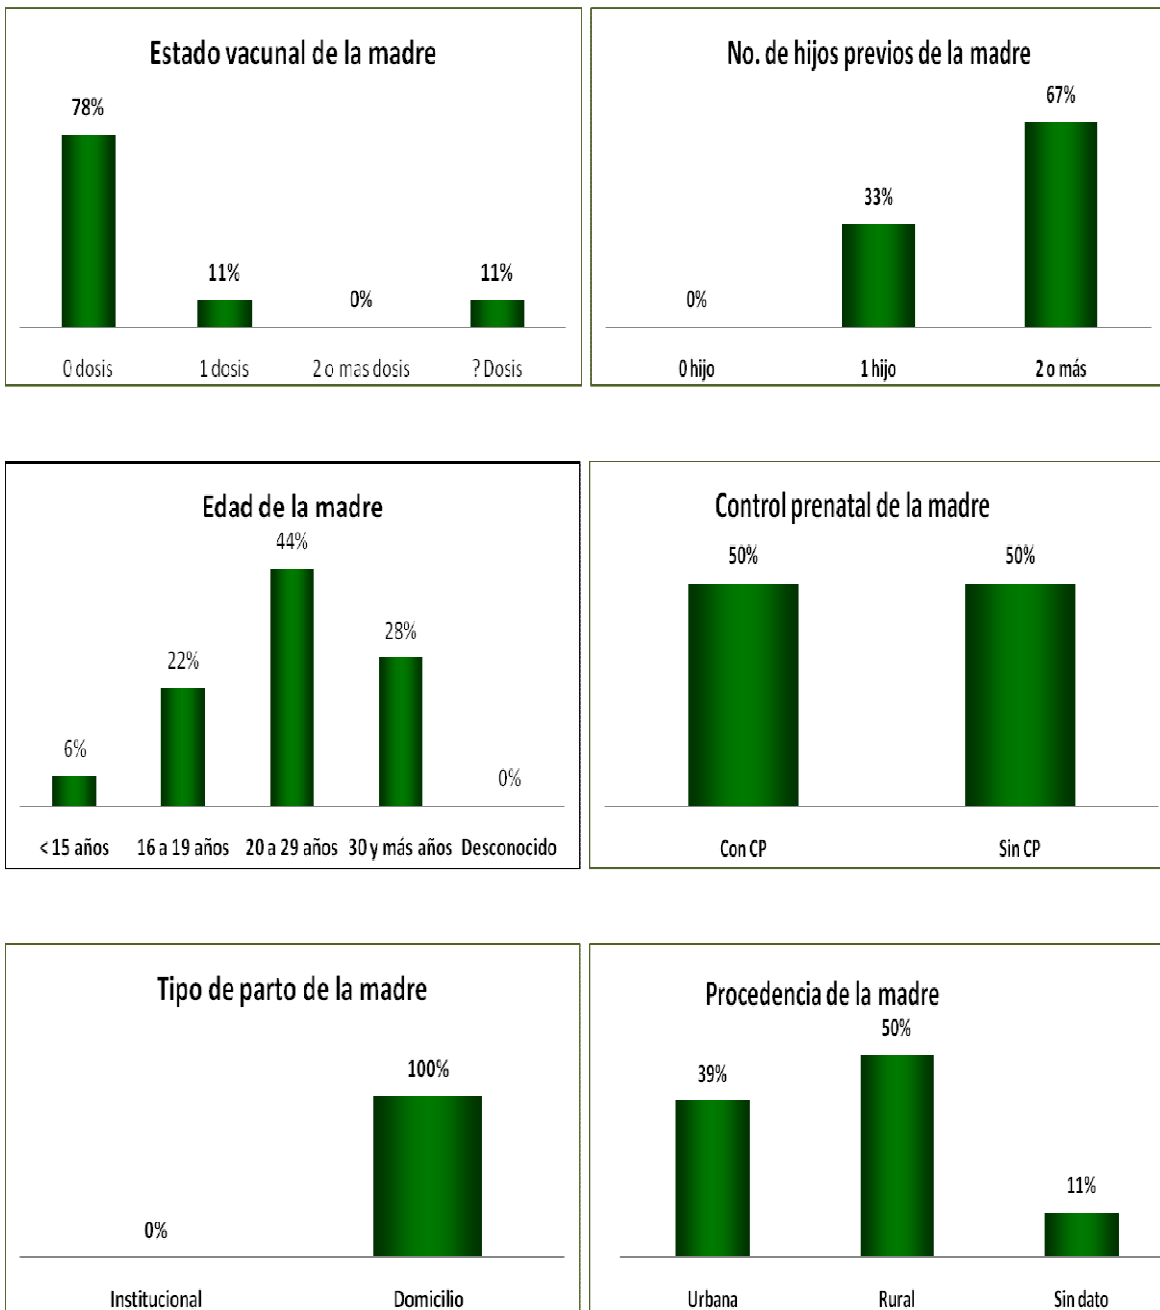 Estado vacunal de la madre
78%
11%
0%
11%
0 dosis 1 dosis 2 o mas dosis ? Dosis
No. de hijos previos de la madre
67%
33%
0%
0 hijo 1 hijo 2 o más
Edad de la madre
44%
28%
22%
6%
0%
< 15 años 16 a 19 años 20 a 29 años 30 y más años Desconocido
Control prenatal de la madre
50% 50%
Con CP Sin CP
Tipo de parto de la madre
100%
0%
Institucional Domicilio
Procedencia de la madre
50%
39%
11%
Urbana Rural Sin dato